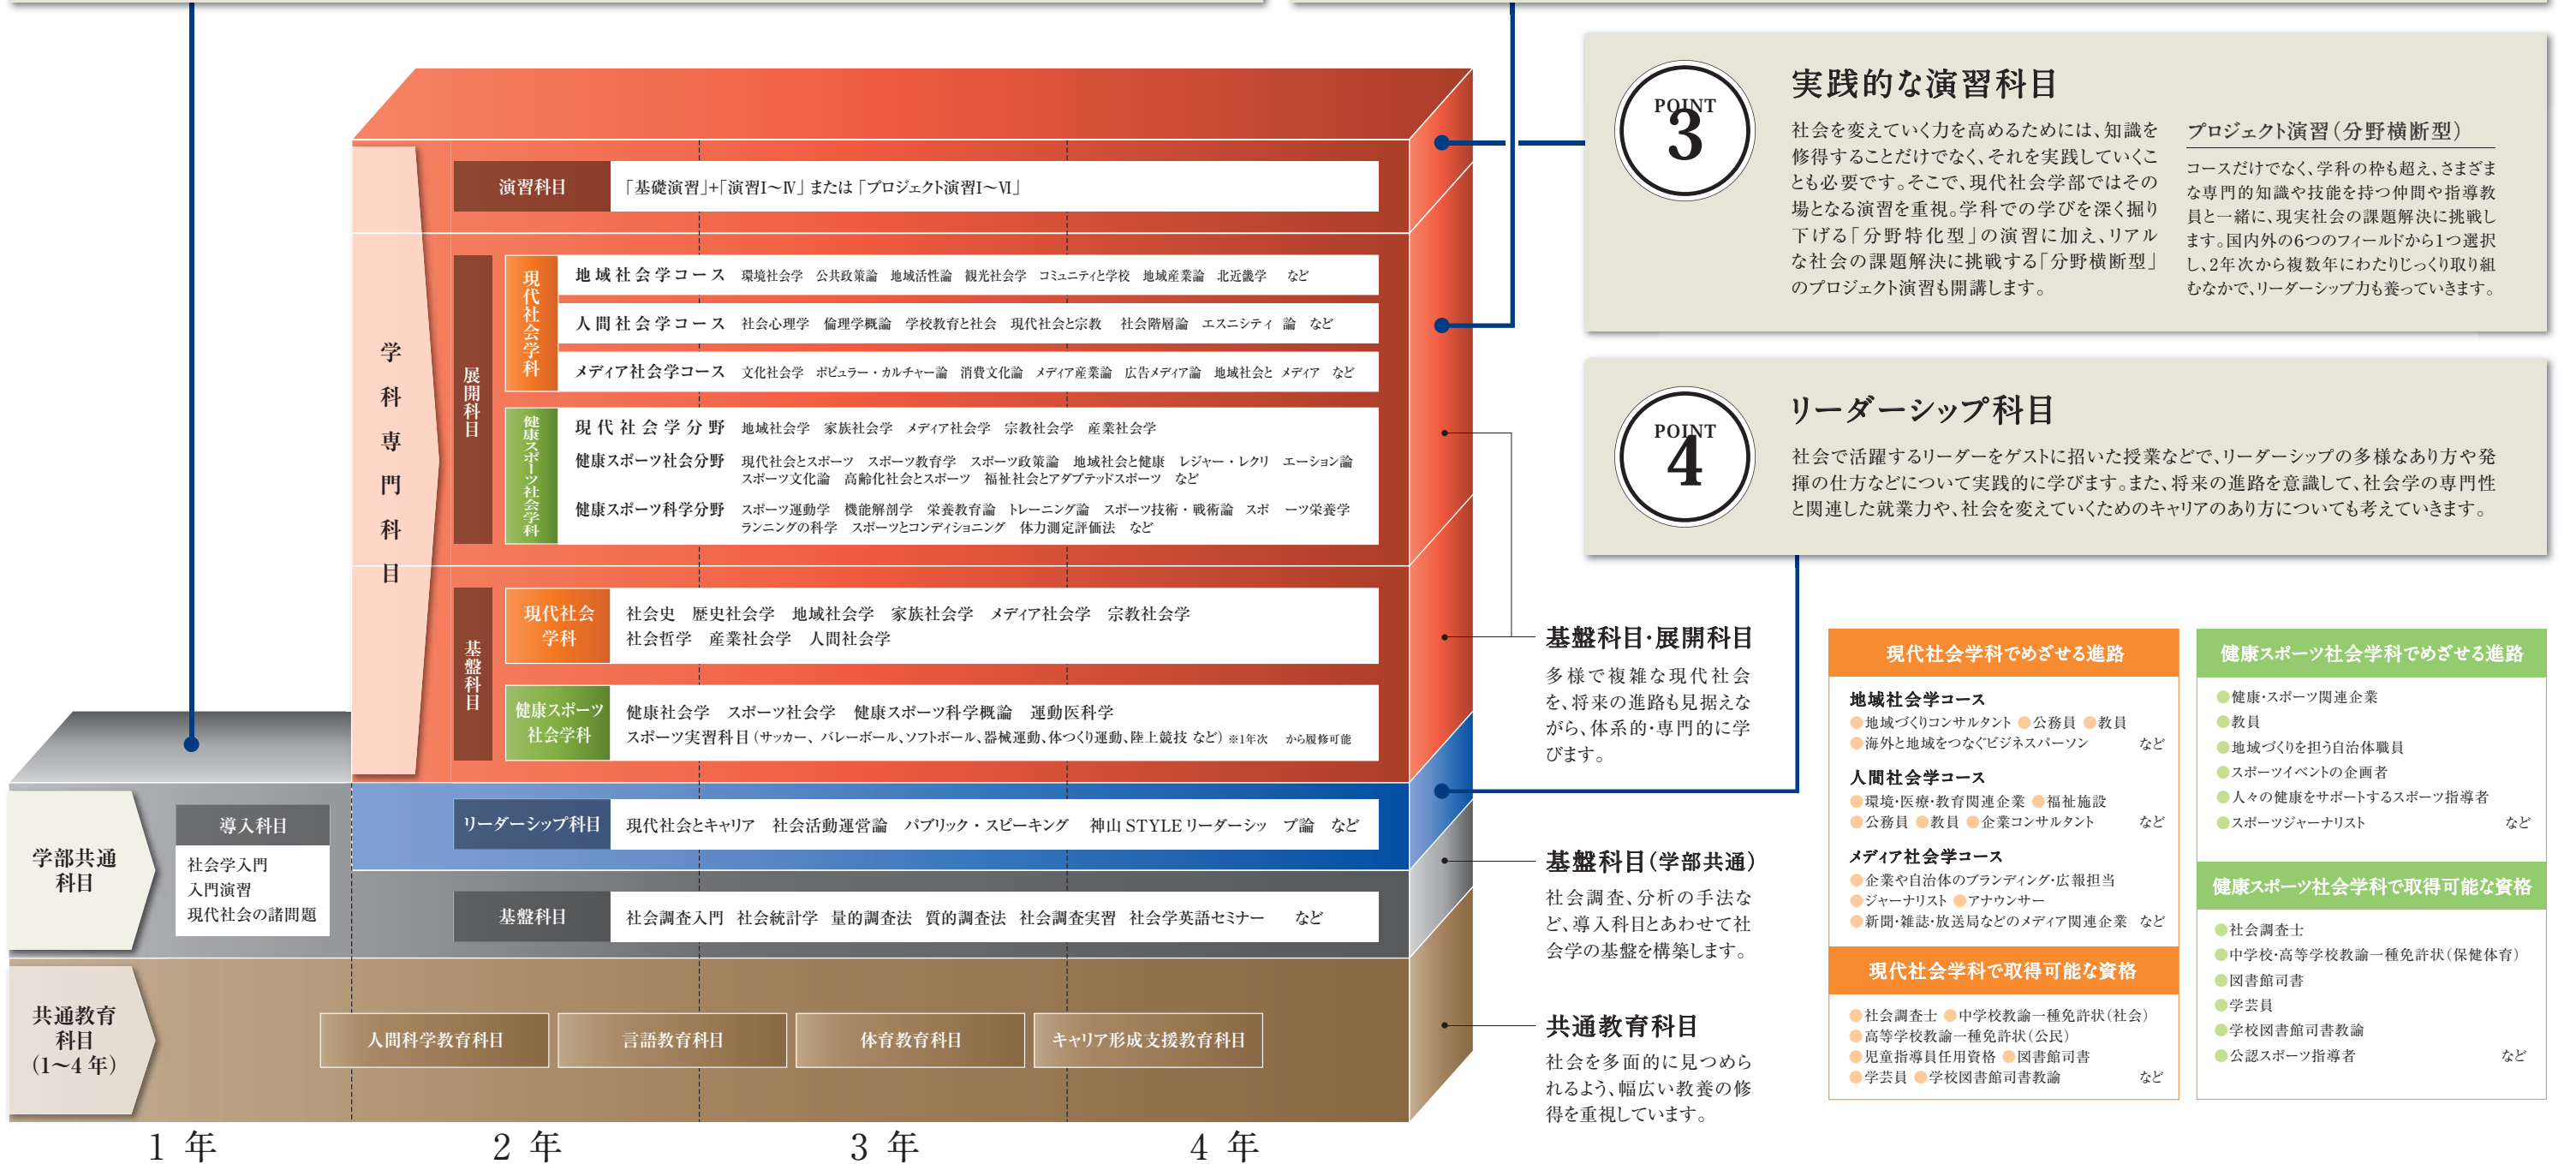 学科専門科目
演習科目
「基礎演習」+「演習Ⅰ〜Ⅳ」または「プロジェクト演習Ⅰ〜Ⅵ」
展開科目
現代社会学科
地域社会学コース 環境社会学 公共政策論 地域活性論 観光社会学 コミュニティと学校 地域産業論 北近畿学 など
人間社会学コース 社会心理学 倫理学概論 学校教育と社会 現代社会と宗教 社会階層論 エスニシティ 論 など
メディア社会学コース 文化社会学 ポピュラー・カルチャー論 消費文化論 メディア産業論 広告メディア論 地域社会と メディア など
健康スポーツ社会学科
現代社会学分野 地域社会学 家族社会学 メディア社会学 宗教社会学 産業社会学
健康スポーツ社会分野 現代社会とスポーツ スポーツ教育学 スポーツ政策論 地域社会と健康 レジャー・レクリ エーション論
スポーツ文化論 高齢化社会とスポーツ 福祉社会とアダプテッドスポーツ など
健康スポーツ科学分野 スポーツ運動学 機能解剖学 栄養教育論 トレーニング論 スポーツ技術・戦術論 スポ ーツ栄養学
ランニングの科学 スポーツとコンディショニング 体力測定評価法 など
基盤科目
現代社会
学科
社会史 歴史社会学 地域社会学 家族社会学 メディア社会学 宗教社会学
社会哲学 産業社会学 人間社会学
健康スポーツ
社会学科
健康社会学 スポーツ社会学 健康スポーツ科学概論 運動医科学
スポーツ実習科目(サッカー、バレーボール、ソフトボール、器械運動、体つくり運動、陸上競技 など)※1年次 から履修可能
リーダーシップ科目
現代社会とキャリア 社会活動運営論 パブリック・スピーキング 神山STYLEリーダーシッ プ論 など
学部共通
科目
導入科目
社会学入門
入門演習
現代社会の諸問題
基盤科目
社会調査入門 社会統計学 量的調査法 質的調査法 社会調査実習 社会学英語セミナー など
共通教育
科目
(1〜4年)
人間科学教育科目
言語教育科目
体育教育科目
キャリア形成支援教育科目
1 年
2 年
3 年
4 年
POINT
3
実践的な演習科目
社会を変えていく力を高めるためには、知識を
修得することだけでなく、それを実践していくこ
とも必要です。そこで、現代社会学部ではその
場となる演習を重視。学科での学びを深く掘り
下げる「分野特化型」の演習に加え、リアル
な社会の課題解決に挑戦する「分野横断型」
のプロジェクト演習も開講します。
プロジェクト演習(分野横断型)
コースだけでなく、学科の枠も超え、さまざま
な専門的知識や技能を持つ仲間や指導教
員と一緒に、現実社会の課題解決に挑戦し
ます。国内外の6つのフィールドから1つ選択
し、2年次から複数年にわたりじっくり取り組
むなかで、リーダーシップ力も養っていきます。
POINT
4
リーダーシップ科目
社会で活躍するリーダーをゲストに招いた授業などで、リーダーシップの多様なあり方や発
揮の仕方などについて実践的に学びます。また、将来の進路を意識して、社会学の専門性
と関連した就業力や、社会を変えていくためのキャリアのあり方についても考えていきます。
基盤科目・展開科目
多様で複雑な現代社会
を、将来の進路も見据えな
がら、体系的・専門的に学
びます。
基盤科目(学部共通)
社会調査、分析の手法な
ど、導入科目とあわせて社
会学の基盤を構築します。
共通教育科目
社会を多面的に見つめら
れるよう、幅広い教養の修
得を重視しています。
現代社会学科でめざせる進路
地域社会学コース
●地域づくりコンサルタント ●公務員 ●教員
●海外と地域をつなぐビジネスパーソン など
人間社会学コース
●環境・医療・教育関連企業 ●福祉施設
●公務員 ●教員 ●企業コンサルタント など
メディア社会学コース
●企業や自治体のブランディング・広報担当
●ジャーナリスト ●アナウンサー
●新聞・雑誌・放送局などのメディア関連企業 など
現代社会学科で取得可能な資格
●社会調査士 ●中学校教諭一種免許状(社会)
●高等学校教諭一種免許状(公民)
●児童指導員任用資格 ●図書館司書
●学芸員 ●学校図書館司書教諭 など
健康スポーツ社会学科でめざせる進路
●健康・スポーツ関連企業
●教員
●地域づくりを担う自治体職員
●スポーツイベントの企画者
●人々の健康をサポートするスポーツ指導者
●スポーツジャーナリスト など
健康スポーツ社会学科で取得可能な資格
●社会調査士
●中学校・高等学校教諭一種免許状(保健体育)
●図書館司書
●学芸員
●学校図書館司書教諭
●公認スポーツ指導者 など